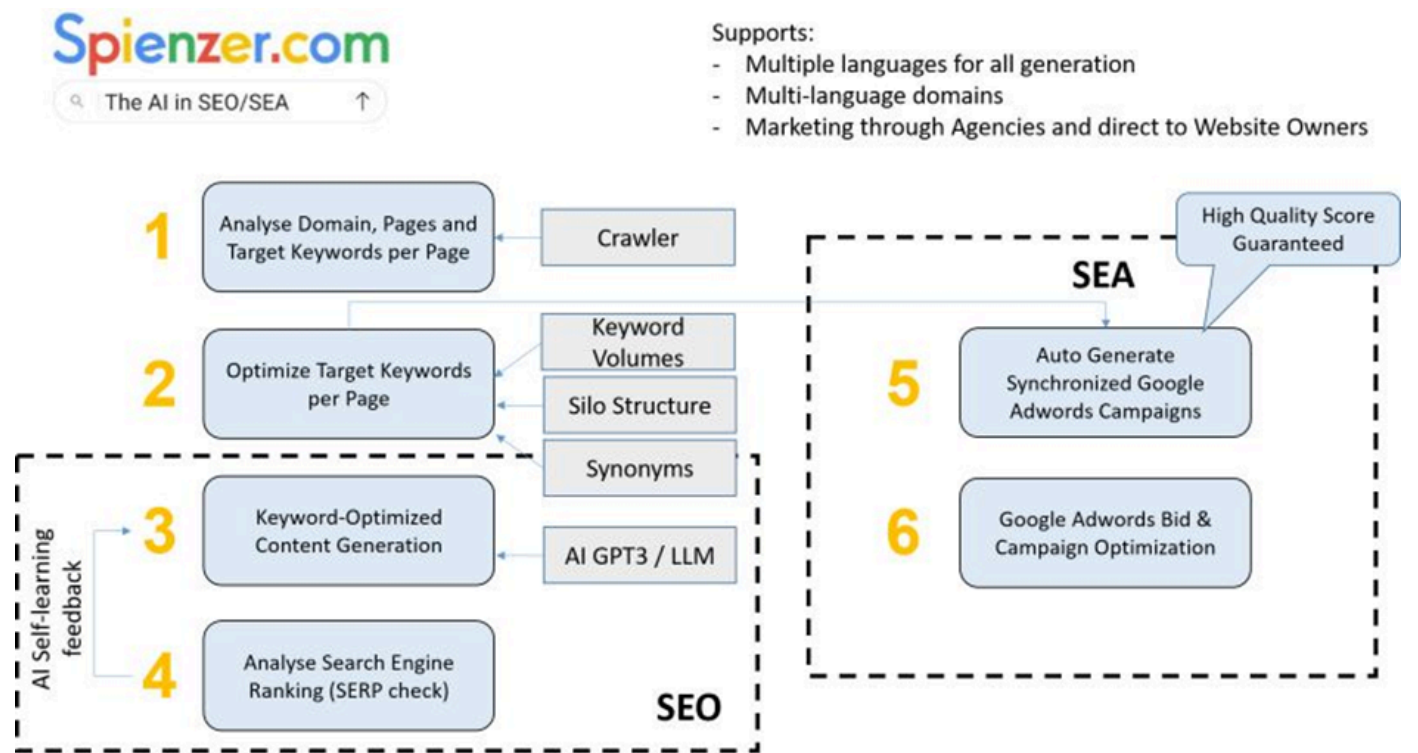 Spienzer.com
The AI in SEO/SEA ↑
Supports:
- Multiple languages for all generation
- Multi-language domains
- Marketing through Agencies and direct to Website Owners
1
Analyse Domain, Pages and
Target Keywords per Page
Crawler
2
Optimize Target Keywords
per Page
Keyword
Volumes
Silo Structure
Synonyms
AI Self-learning
feedback
3
Keyword-Optimized
Content Generation
AI GPT3 / LLM
4
Analyse Search Engine
Ranking (SERP check)
SEO
High Quality Score
Guaranteed
SEA
5
Auto Generate
Synchronized Google
Adwords Campaigns
6
Google Adwords Bid &
Campaign Optimization